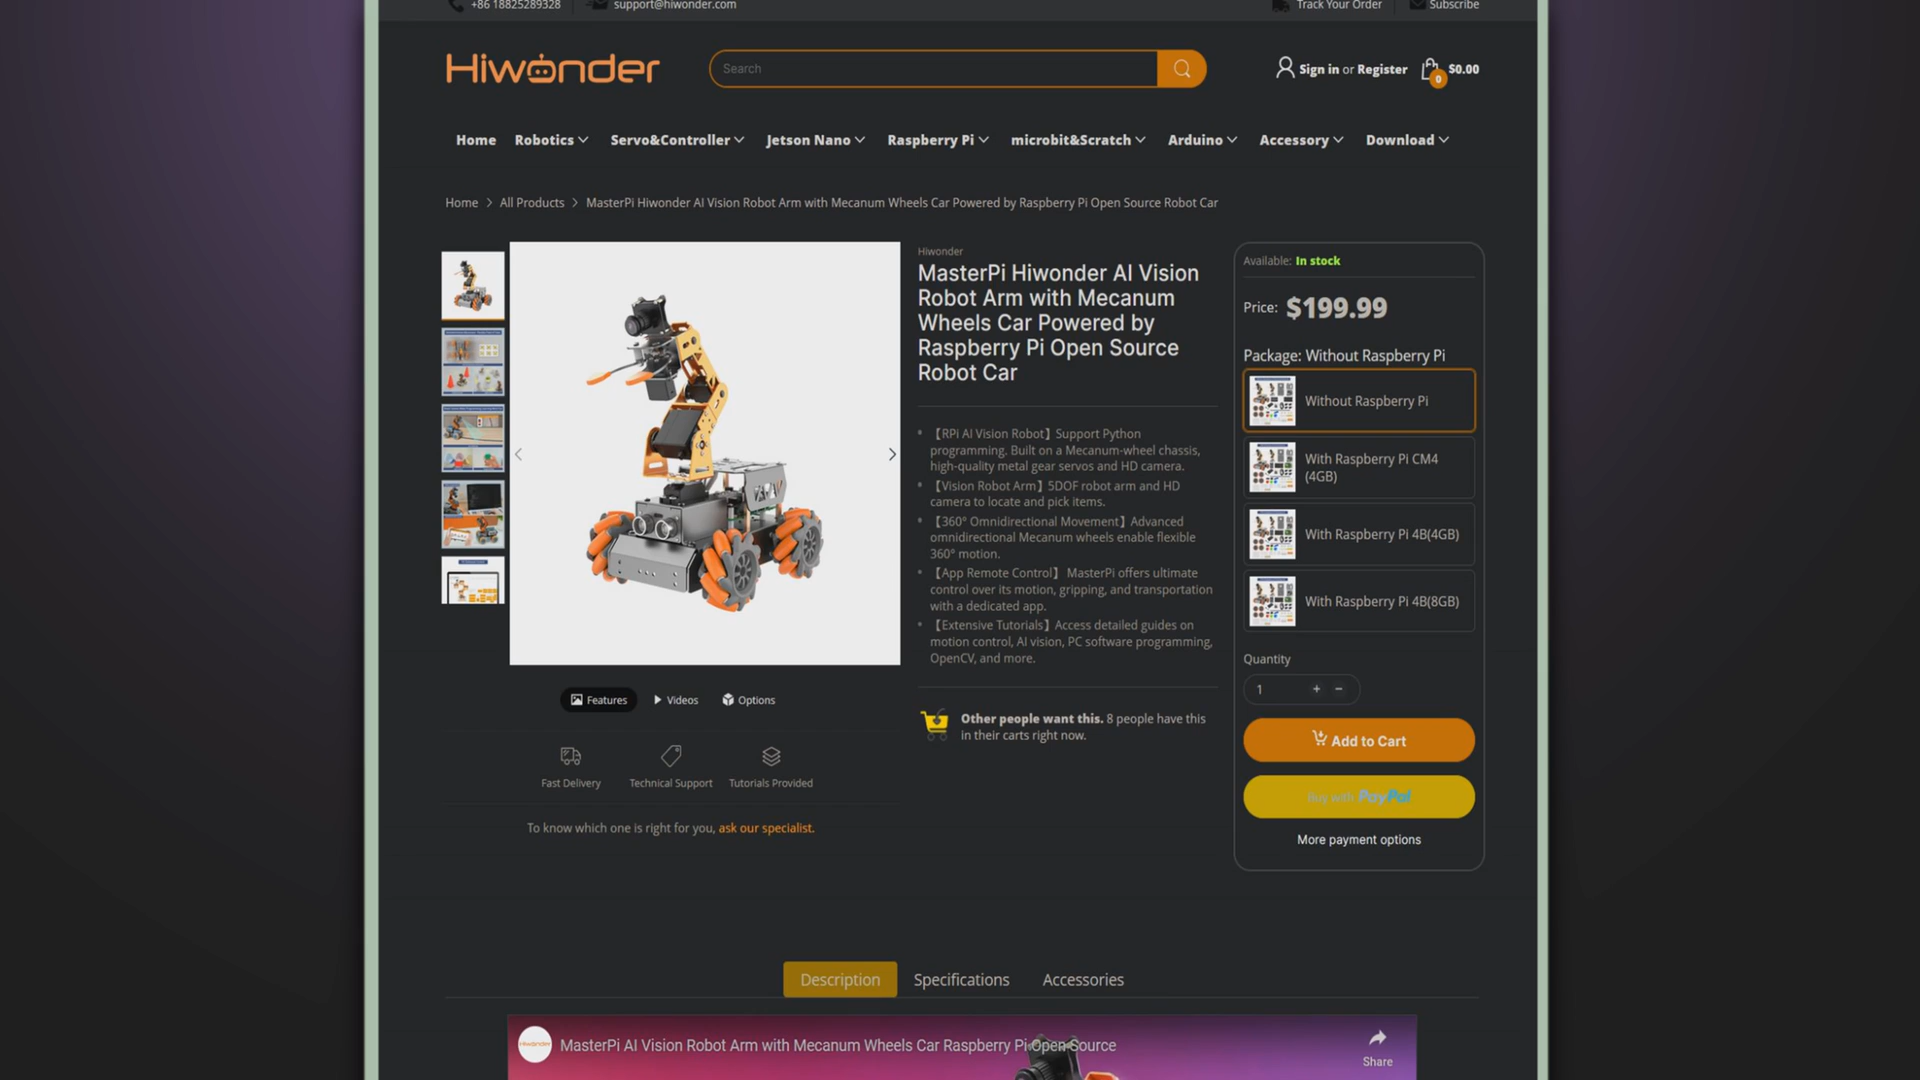 +86 18825289328
support@hiwonder.com
Track Your Order
Subscribe
Hiwonder
Search
Sign in or Register
0
$0.00
Home
Robotics
Servo&Controller
Jetson Nano
Raspberry Pi
microbit&Scratch
Arduino
Accessory
Download
Home > All Products > MasterPi Hiwonder AI Vision Robot Arm with Mecanum Wheels Car Powered by Raspberry Pi Open Source Robot Car
Hiwonder
MasterPi Hiwonder AI Vision
Robot Arm with Mecanum
Wheels Car Powered by
Raspberry Pi Open Source
Robot Car
• 【RPi AI Vision Robot】Support Python
programming. Built on a Mecanum-wheel chassis,
high-quality metal gear servos and HD camera.
• 【Vision Robot Arm】5DOF robot arm and HD
camera to locate and pick items.
• 【360° Omnidirectional Movement】Advanced
omnidirectional Mecanum wheels enable flexible
360° motion.
• 【App Remote Control】 MasterPi offers ultimate
control over its motion, gripping, and transportation
with a dedicated app.
• 【Extensive Tutorials】Access detailed guides on
motion control, AI vision, PC software programming,
OpenCV, and more.
Other people want this. 8 people have this
in their carts right now.
Available: In stock
Price: $199.99
Package: Without Raspberry Pi
Without Raspberry Pi
With Raspberry Pi CM4
(4GB)
With Raspberry Pi 4B(4GB)
With Raspberry Pi 4B(8GB)
Quantity
1 + −
Add to Cart
Buy with PayPal
More payment options
Features
Videos
Options
Fast Delivery
Technical Support
Tutorials Provided
To know which one is right for you, ask our specialist.
Description
Specifications
Accessories
MasterPi AI Vision Robot Arm with Mecanum Wheels Car Raspberry Pi Open Source
Share